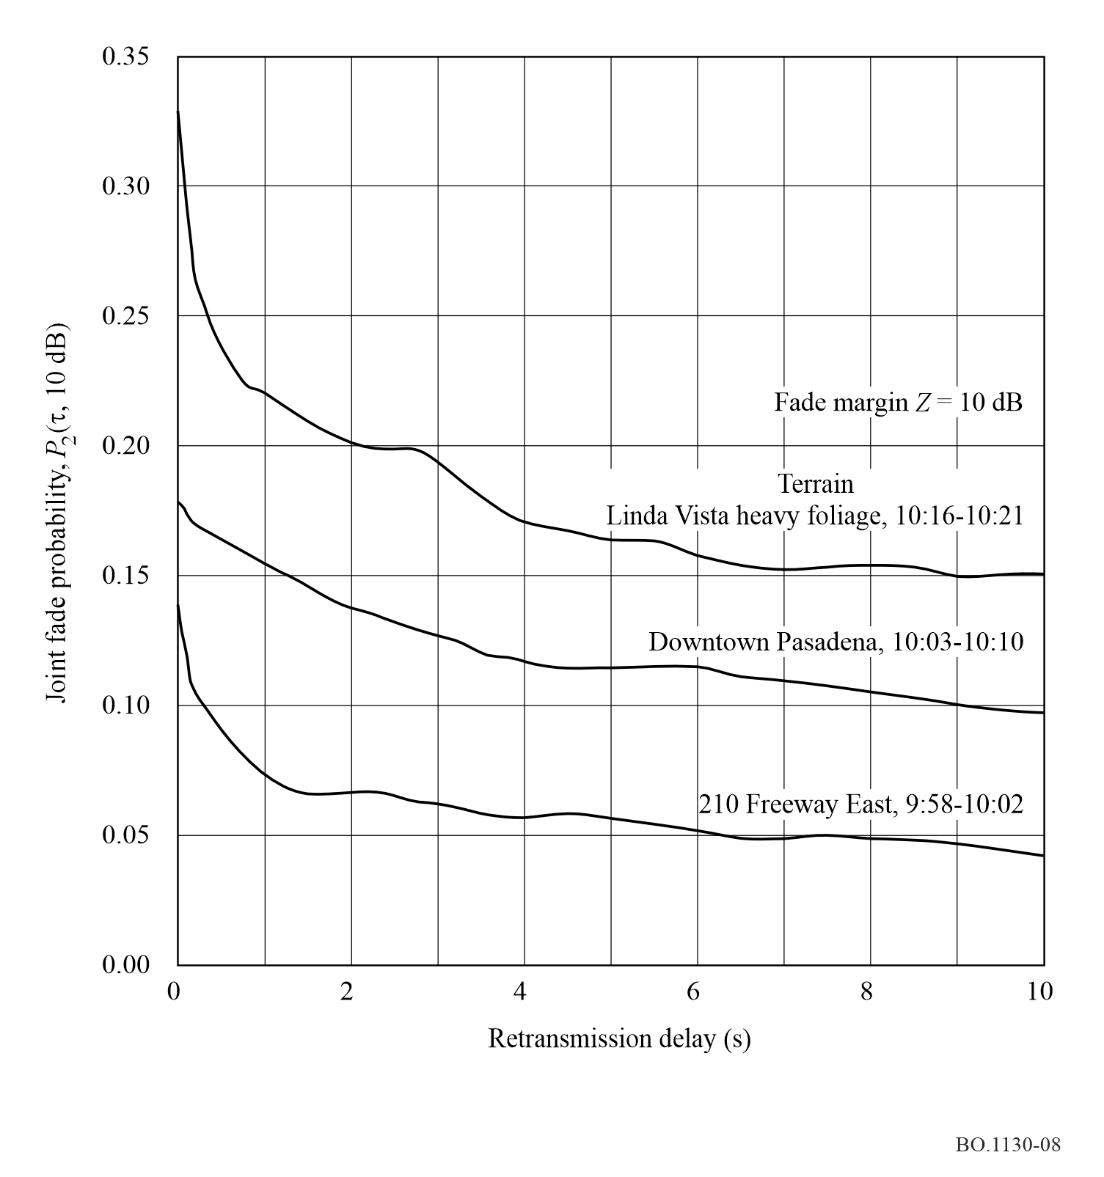 0.35
0.30
0.25
0.20
0.15
0.10
0.05
0.00
Joint fade probability, P2(τ, 10 dB)
Fade margin Z = 10 dB
Terrain
Linda Vista heavy foliage, 10:16-10:21
Downtown Pasadena, 10:03-10:10
210 Freeway East, 9:58-10:02
0 2 4 6 8 10
Retransmission delay (s)
BO.1130-08